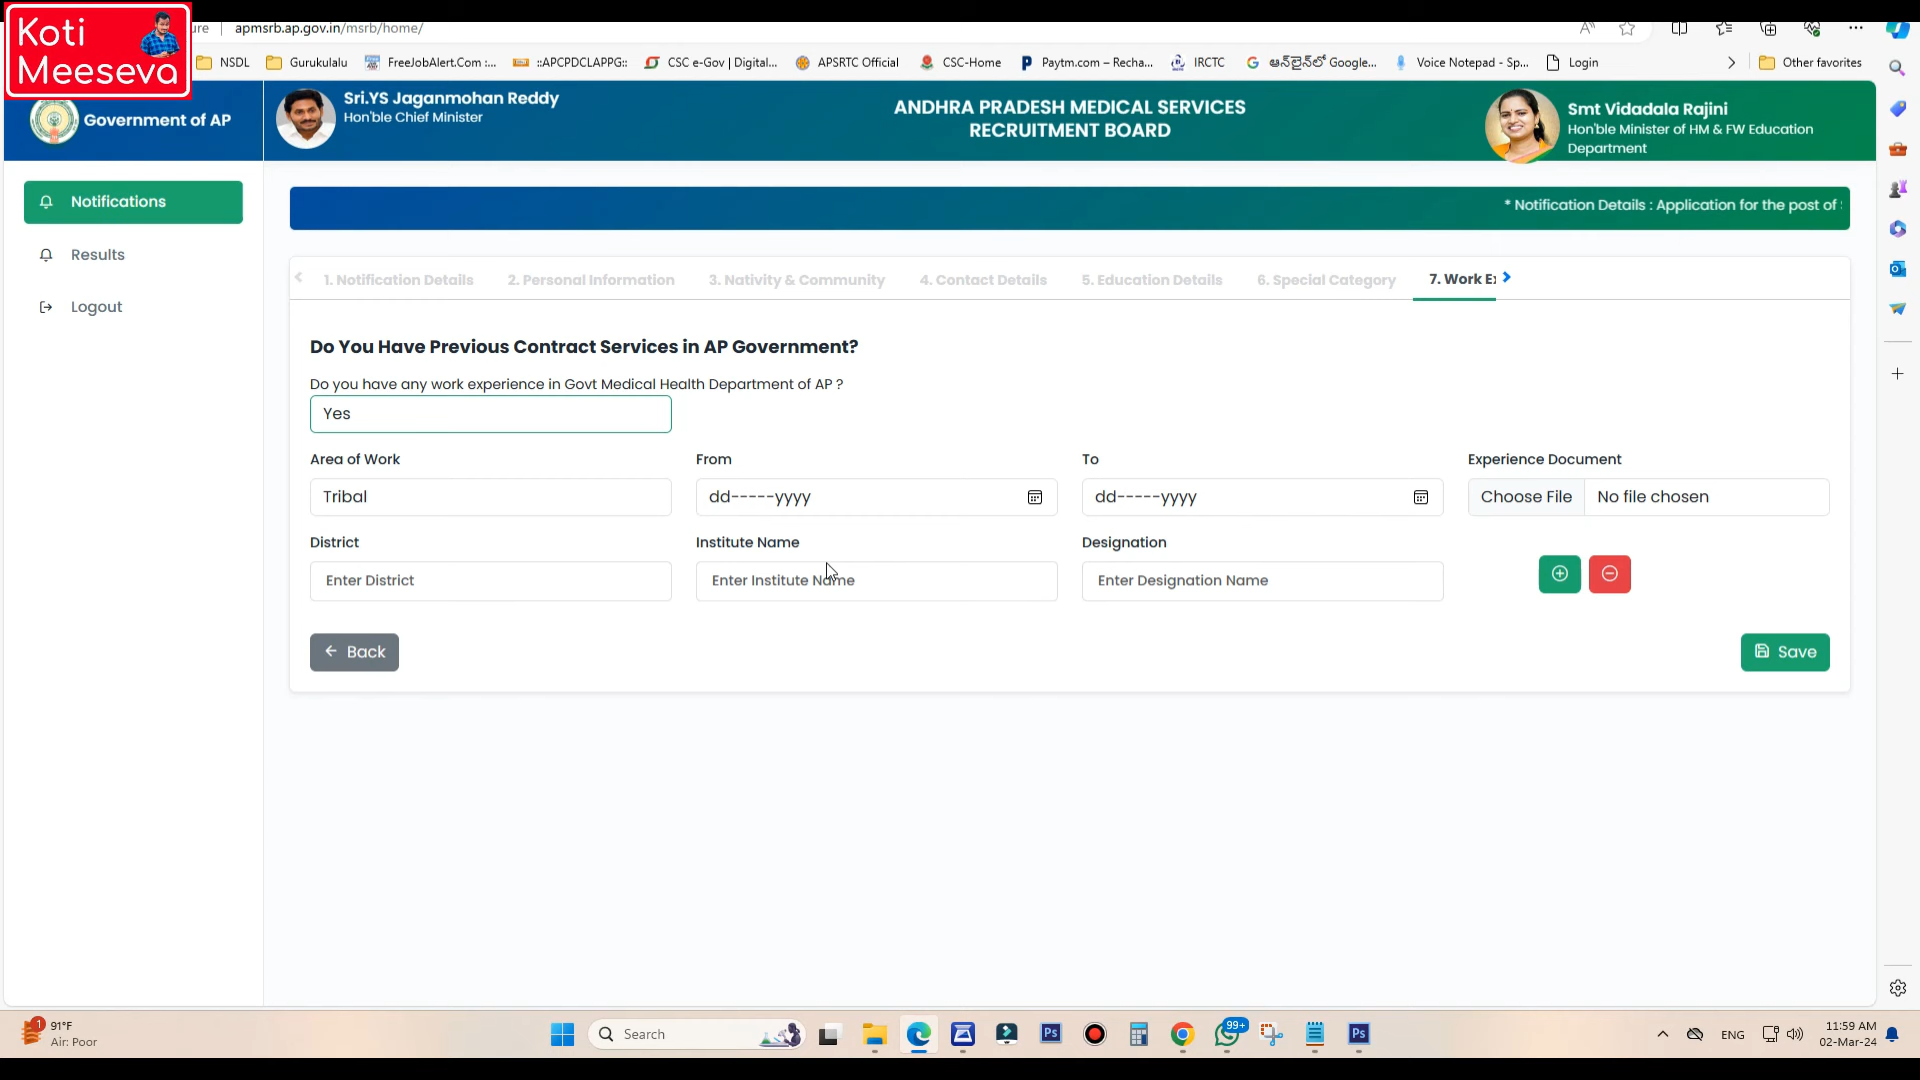 Koti
Meeseva
ure
apmsrb.ap.gov.in/msrb/home/
NSDL
Gurukulalu
FreeJobAlert.Com :...
::APCPDCLAPPG::
CSC e-Gov | Digital...
APSRTC Official
CSC-Home
Paytm.com – Recha...
IRCTC
ఆన్‌లైన్‌లో Google...
Voice Notepad - Sp...
Login
Other favorites
Government of AP
Sri.YS Jaganmohan Reddy
Hon'ble Chief Minister
ANDHRA PRADESH MEDICAL SERVICES
RECRUITMENT BOARD
Smt Vidadala Rajini
Hon'ble Minister of HM & FW Education
Department
Notifications
Results
Logout
* Notification Details : Application for the post of
1. Notification Details
2. Personal Information
3. Nativity & Community
4. Contact Details
5. Education Details
6. Special Category
7. Work E
Do You Have Previous Contract Services in AP Government?
Do you have any work experience in Govt Medical Health Department of AP ?
Yes
Area of Work
From
To
Experience Document
Tribal
dd-----yyyy
dd-----yyyy
Choose File
No file chosen
District
Institute Name
Designation
Enter District
Enter Institute Name
Enter Designation Name
Back
Save
1
91°F
Air: Poor
Search
Ps
99+
Ps
ENG
11:59 AM
02-Mar-24